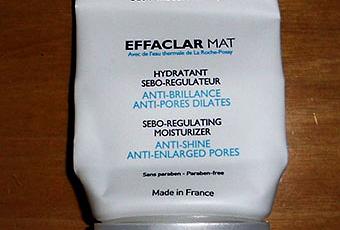 EFFACLAR MAT
Avec de l'eau thermale de La Roche-Posay
HYDRATANT
SEBO-REGULATEUR
ANTI-BRILLANCE
ANTI-PORES DILATES
SEBO-REGULATING
MOISTURIZER
ANTI-SHINE
ANTI-ENLARGED PORES
Sans paraben - Paraben-free
Made in France